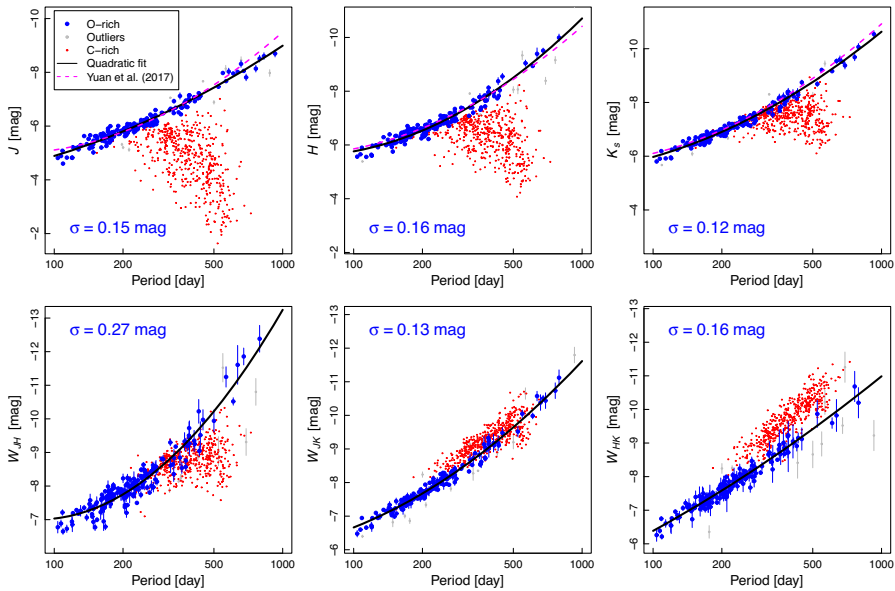 O-rich
Outliers
C-rich
Quadratic fit
Yuan et al. (2017)
J [mag]
-10
-8
-6
-4
-2
σ = 0.15 mag
100
200
500
1000
Period [day]
H [mag]
-10
-8
-6
-4
-2
σ = 0.16 mag
100
200
500
1000
Period [day]
Ks [mag]
-12
-10
-8
-6
-4
σ = 0.12 mag
100
200
500
1000
Period [day]
WJH [mag]
-13
-12
-11
-10
-9
-8
-7
σ = 0.27 mag
100
200
500
1000
Period [day]
WJK [mag]
-13
-12
-11
-10
-9
-8
-7
-6
σ = 0.13 mag
100
200
500
1000
Period [day]
WHK [mag]
-13
-12
-11
-10
-9
-8
-7
-6
σ = 0.16 mag
100
200
500
1000
Period [day]